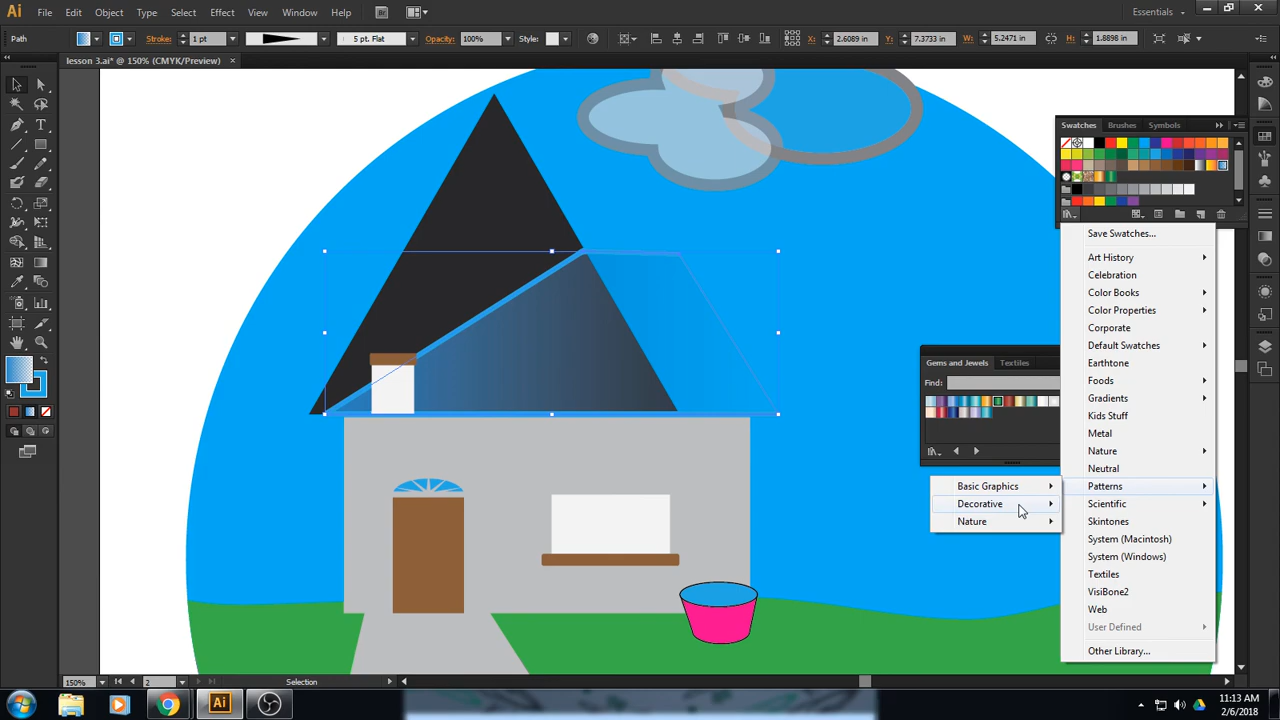 Ai File Edit Object Type Select Effect View Window Help Br Essentials
Path Stroke: 1 pt 5 pt. Flat Opacity: 100% Style: X: 2.6089 in Y: 7.3733 in W: 5.2471 in H: 1.8898 in
lesson 3.ai* @ 150% (CMYK/Preview) ×
Swatches Brushes Symbols
Save Swatches...
Art History
Celebration
Color Books
Color Properties
Corporate
Default Swatches
Earthtone
Foods
Gradients
Kids Stuff
Metal
Nature
Neutral
Patterns
Scientific
Skintones
System (Macintosh)
System (Windows)
Textiles
VisiBone2
Web
User Defined
Other Library...
Gems and Jewels Textiles
Find:
Basic Graphics
Decorative
Nature
150% 2 Selection
Ai
11:13 AM
2/6/2018